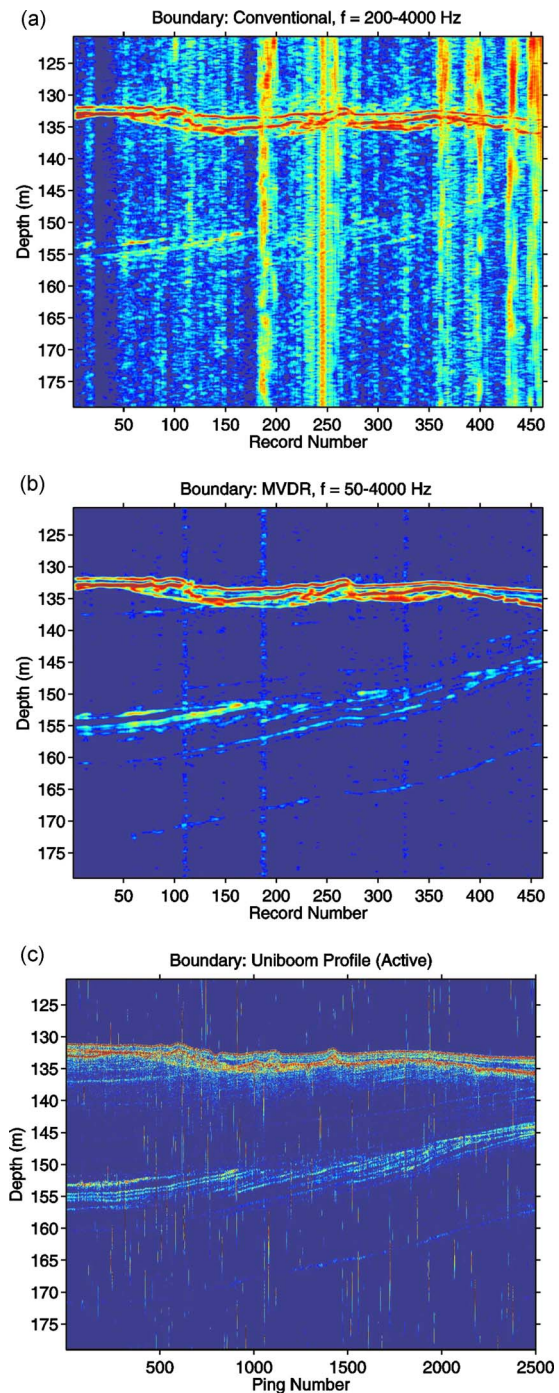 (a)
Boundary: Conventional, f = 200-4000 Hz
Depth (m)
125
130
135
140
145
150
155
160
165
170
175
50 100 150 200 250 300 350 400 450
Record Number
(b)
Boundary: MVDR, f = 50-4000 Hz
Depth (m)
125
130
135
140
145
150
155
160
165
170
175
50 100 150 200 250 300 350 400 450
Record Number
(c)
Boundary: Uniboom Profile (Active)
Depth (m)
125
130
135
140
145
150
155
160
165
170
175
500 1000 1500 2000 2500
Ping Number